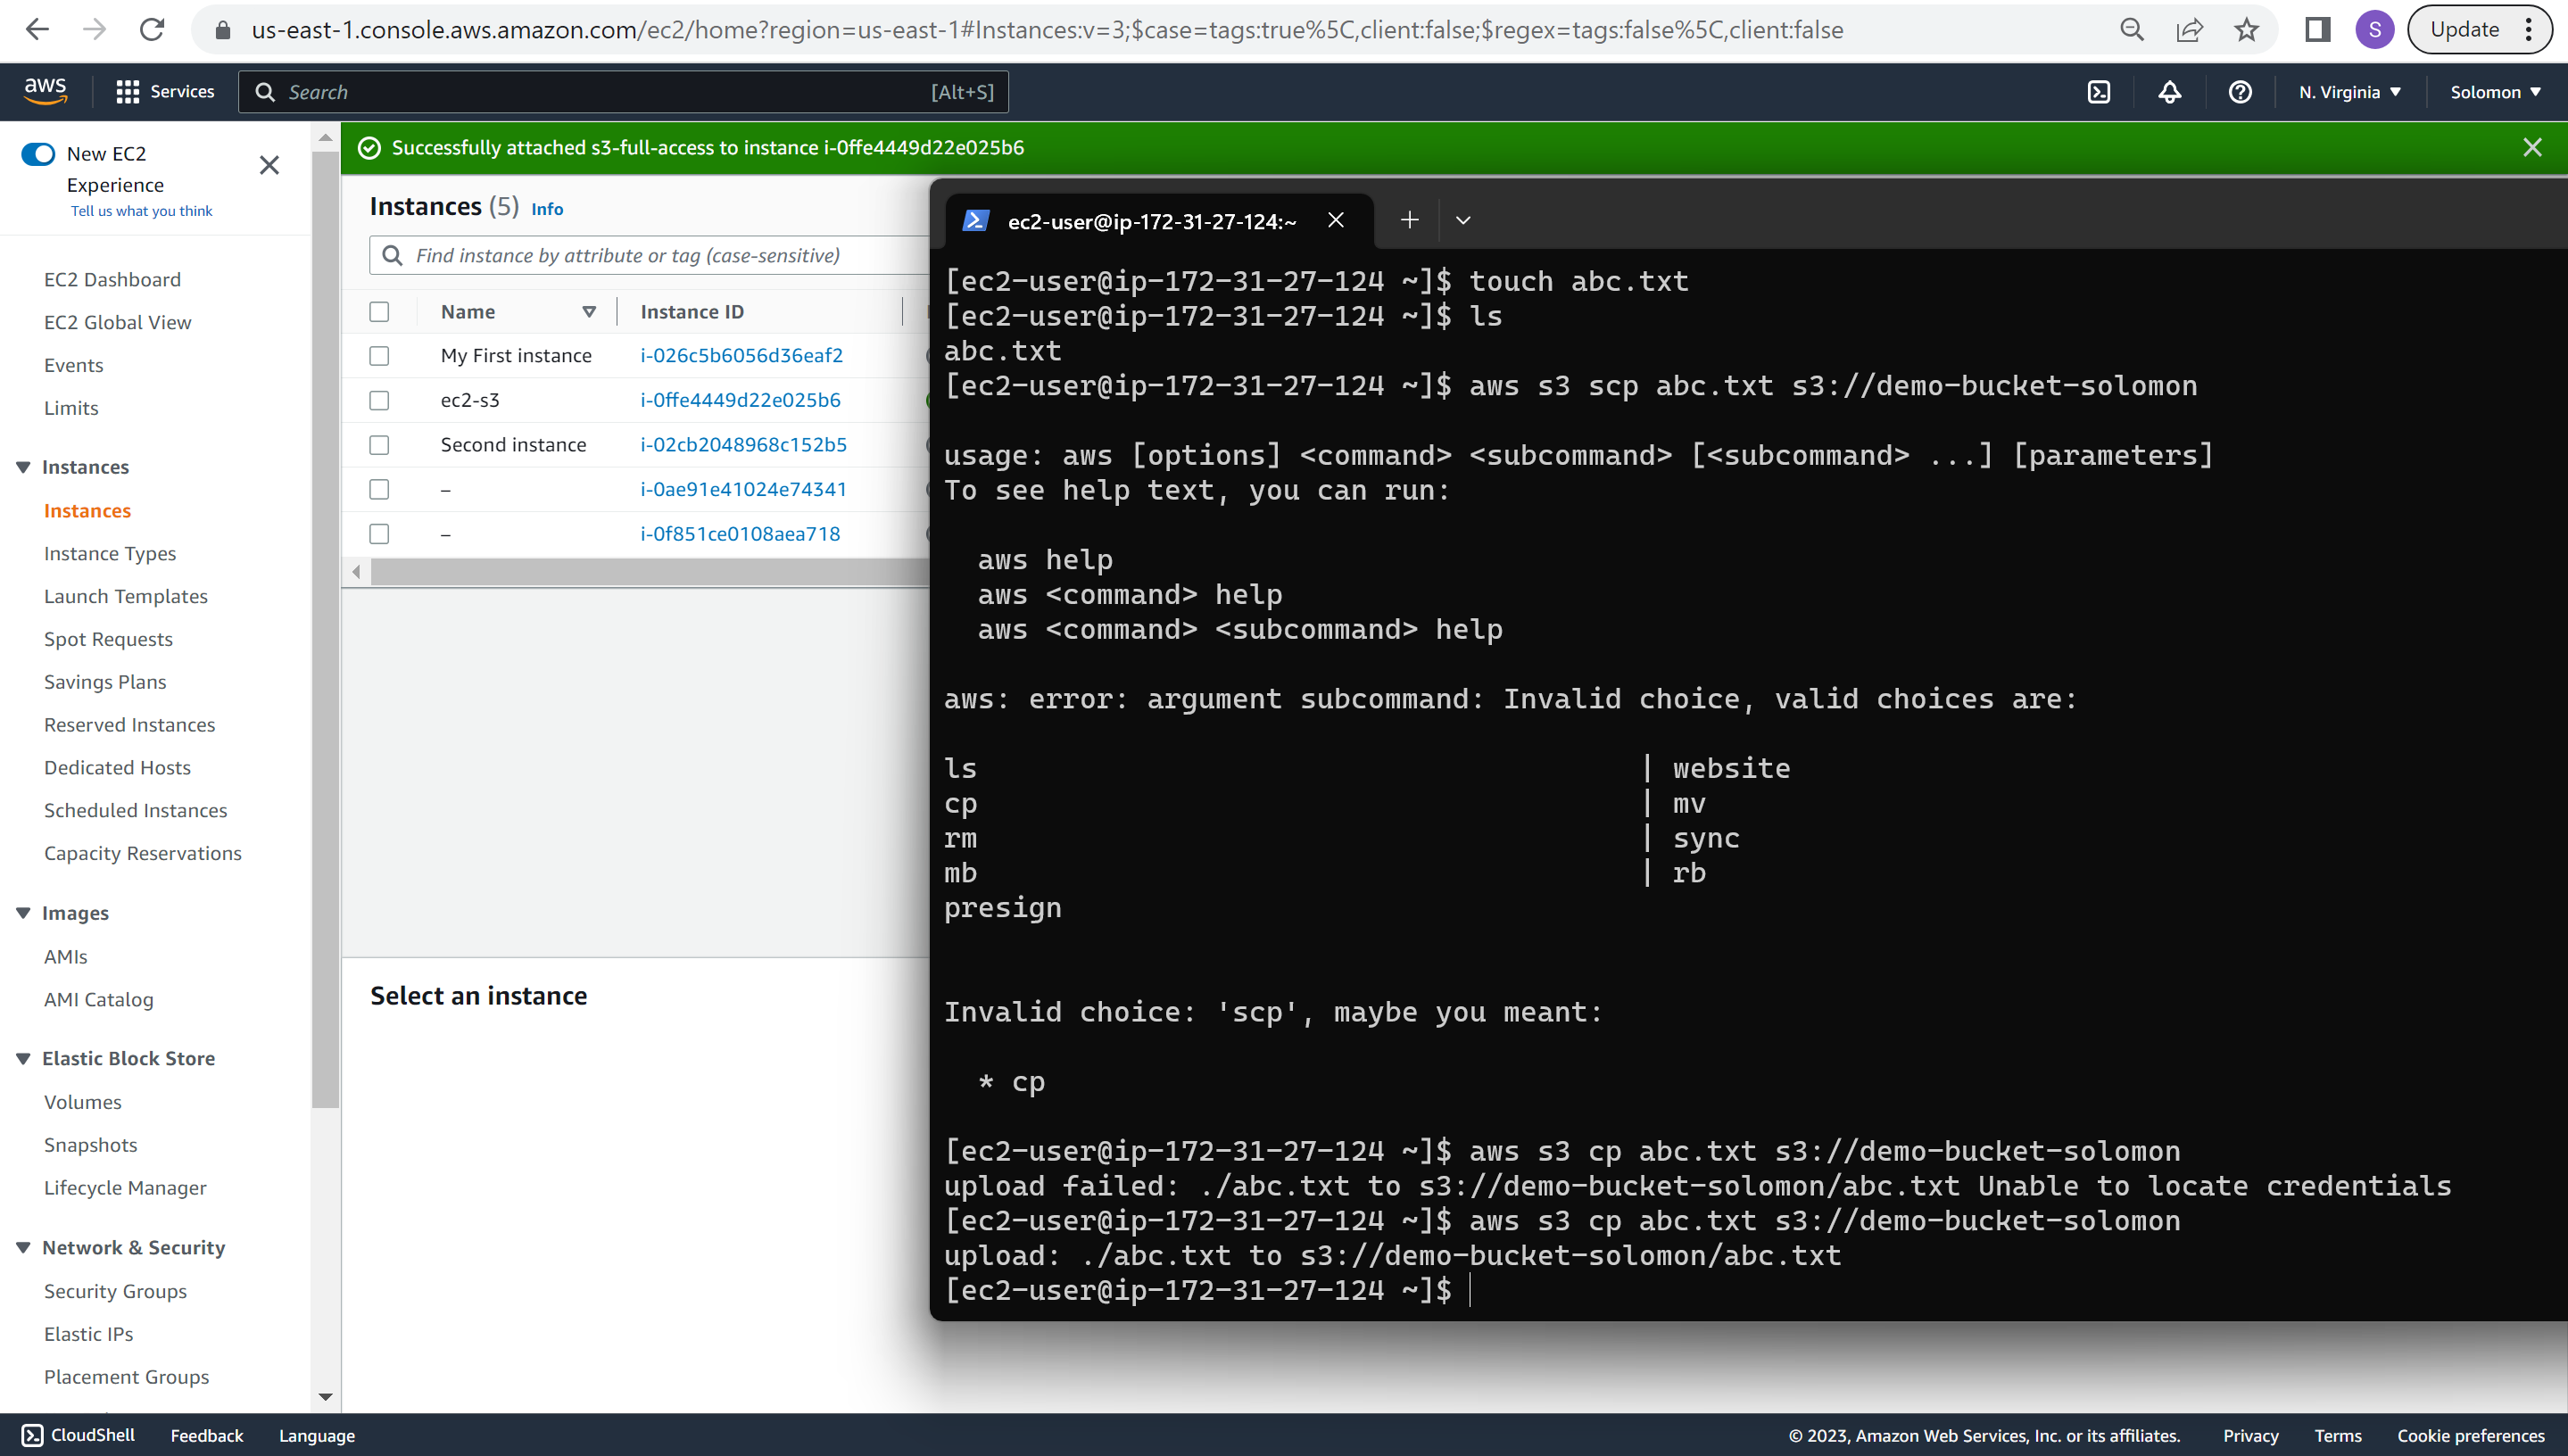 us-east-1.console.aws.amazon.com/ec2/home?region=us-east-1#Instances:v=3;$case=tags:true%5C,client:false;$regex=tags:false%5C,client:false
S
Update
aws
Services
Search
[Alt+S]
N. Virginia
Solomon
New EC2
Experience
Tell us what you think
EC2 Dashboard
EC2 Global View
Events
Limits
Instances
Instances
Instance Types
Launch Templates
Spot Requests
Savings Plans
Reserved Instances
Dedicated Hosts
Scheduled Instances
Capacity Reservations
Images
AMIs
AMI Catalog
Elastic Block Store
Volumes
Snapshots
Lifecycle Manager
Network & Security
Security Groups
Elastic IPs
Placement Groups
Successfully attached s3-full-access to instance i-0ffe4449d22e025b6
Instances (5) Info
Find instance by attribute or tag (case-sensitive)
Name Instance ID
My First instance i-026c5b6056d36eaf2
ec2-s3 i-0ffe4449d22e025b6
Second instance i-02cb2048968c152b5
– i-0ae91e41024e74341
– i-0f851ce0108aea718
Select an instance
ec2-user@ip-172-31-27-124:~
[ec2-user@ip-172-31-27-124 ~]$ touch abc.txt
[ec2-user@ip-172-31-27-124 ~]$ ls
abc.txt
[ec2-user@ip-172-31-27-124 ~]$ aws s3 scp abc.txt s3://demo-bucket-solomon
usage: aws [options] <command> <subcommand> [<subcommand> ...] [parameters]
To see help text, you can run:
aws help
aws <command> help
aws <command> <subcommand> help
aws: error: argument subcommand: Invalid choice, valid choices are:
ls | website
cp | mv
rm | sync
mb | rb
presign
Invalid choice: 'scp', maybe you meant:
* cp
[ec2-user@ip-172-31-27-124 ~]$ aws s3 cp abc.txt s3://demo-bucket-solomon
upload failed: ./abc.txt to s3://demo-bucket-solomon/abc.txt Unable to locate credentials
[ec2-user@ip-172-31-27-124 ~]$ aws s3 cp abc.txt s3://demo-bucket-solomon
upload: ./abc.txt to s3://demo-bucket-solomon/abc.txt
[ec2-user@ip-172-31-27-124 ~]$
CloudShell
Feedback
Language
© 2023, Amazon Web Services, Inc. or its affiliates.
Privacy
Terms
Cookie preferences